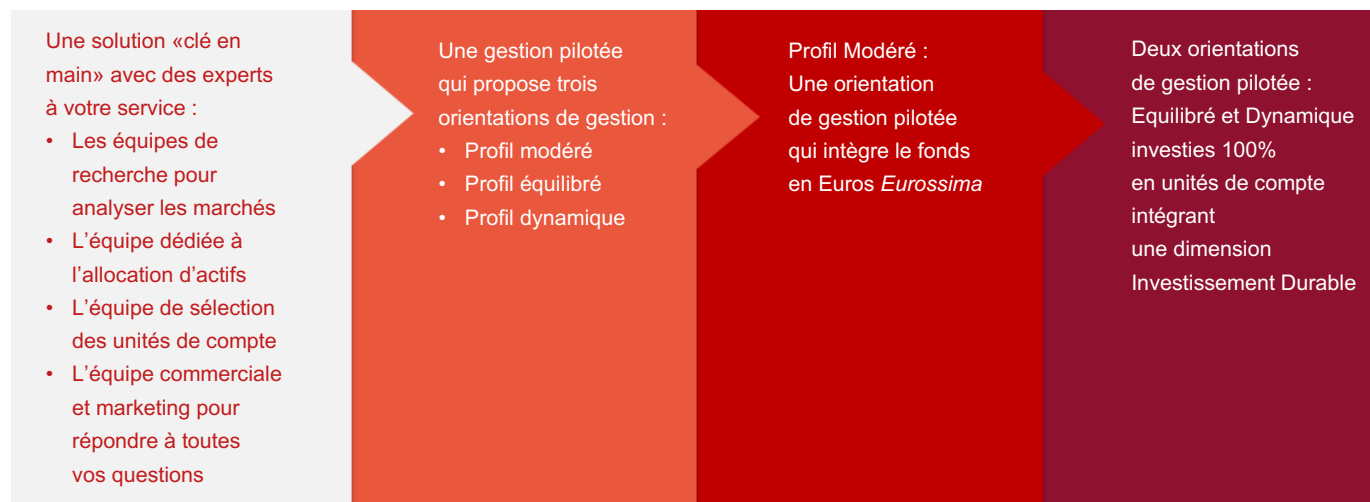 Une solution «clé en
main» avec des experts
à votre service :
• Les équipes de
recherche pour
analyser les marchés
• L'équipe dédiée à
l'allocation d'actifs
• L'équipe de sélection
des unités de compte
• L'équipe commerciale
et marketing pour
répondre à toutes
vos questions
Une gestion pilotée
qui propose trois
orientations de gestion :
• Profil modéré
• Profil équilibré
• Profil dynamique
Profil Modéré :
Une orientation
de gestion pilotée
qui intègre le fonds
en Euros Eurossima
Deux orientations
de gestion pilotée :
Equilibré et Dynamique
investies 100%
en unités de compte
intégrant
une dimension
Investissement Durable